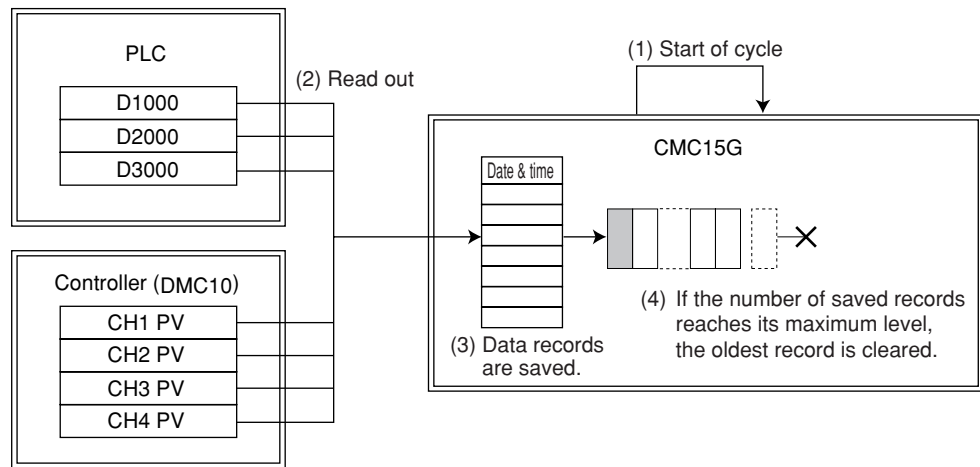 PLC
D1000
D2000
D3000
(2) Read out
Controller (DMC10)
CH1 PV
CH2 PV
CH3 PV
CH4 PV
(1) Start of cycle
CMC15G
Date & time
(3) Data records
are saved.
(4) If the number of saved records
reaches its maximum level,
the oldest record is cleared.